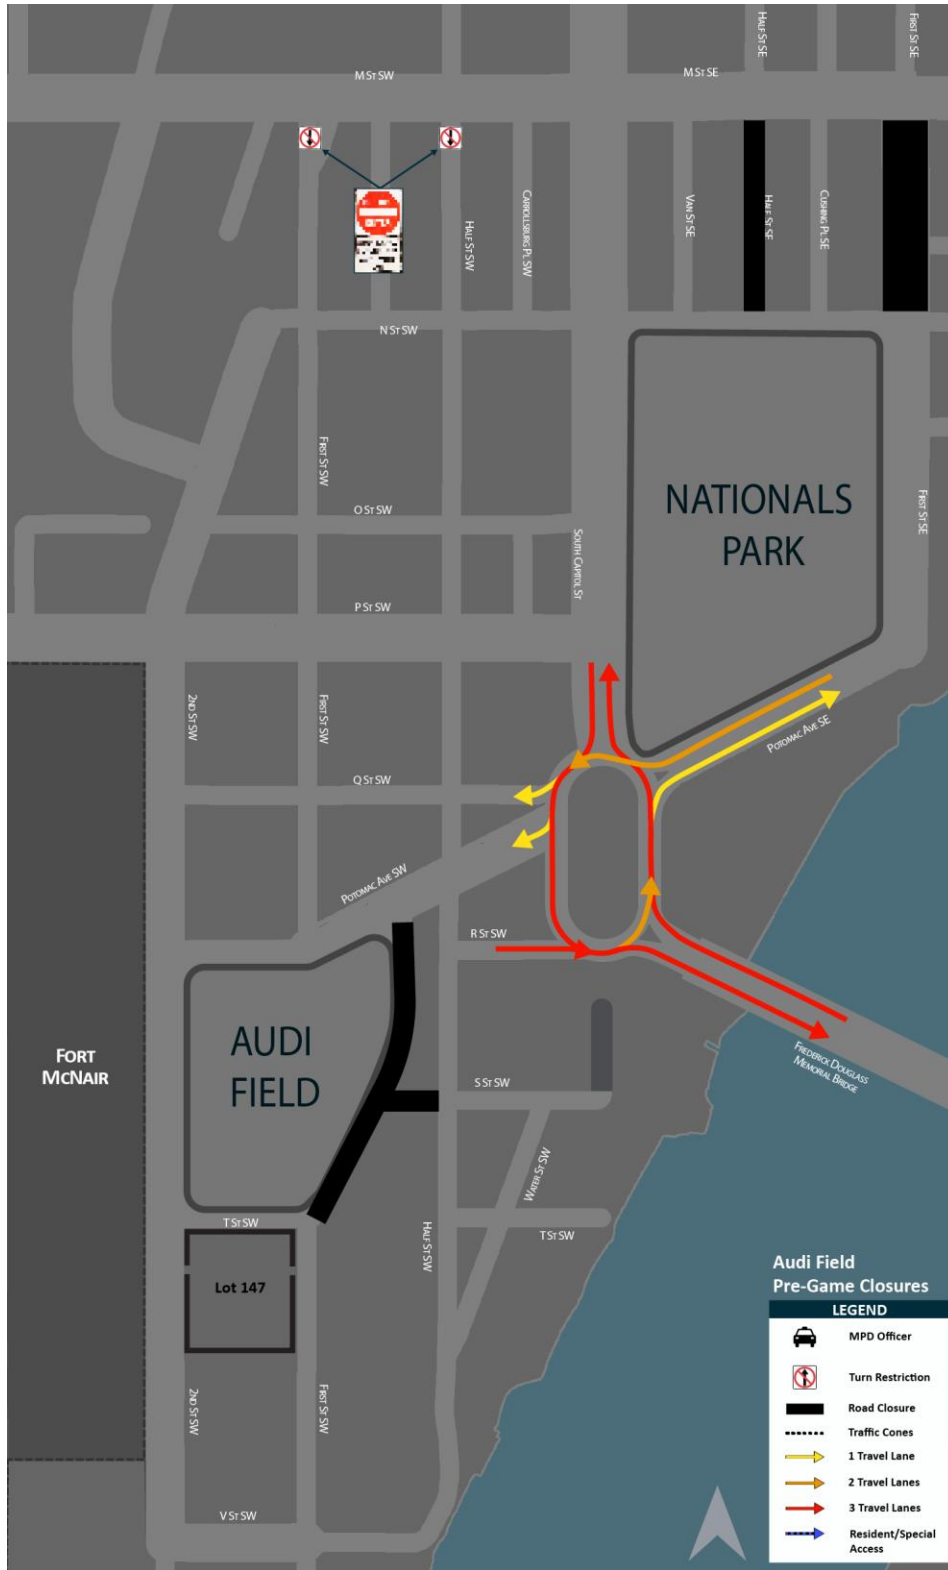 M St SW
M St SE
Half St SE
First St SE
Half St SW
Carrollsburg Pl SW
Van St SE
Half St SE
Cushing Pl SE
N St SW
First St SW
NATIONALS
PARK
First St SE
O St SW
South Capitol St
P St SW
2nd St SW
First St SW
Potomac Ave SE
Q St SW
Potomac Ave SW
R St SW
AUDI
FIELD
Fort
McNair
Frederick Douglass
Memorial Bridge
S St SW
Water St SW
T St SW
T St SW
Half St SW
Lot 147
2nd St SW
First St SW
V St SW
Audi Field
Pre-Game Closures
LEGEND
MPD Officer
Turn Restriction
Road Closure
Traffic Cones
1 Travel Lane
2 Travel Lanes
3 Travel Lanes
Resident/Special
Access